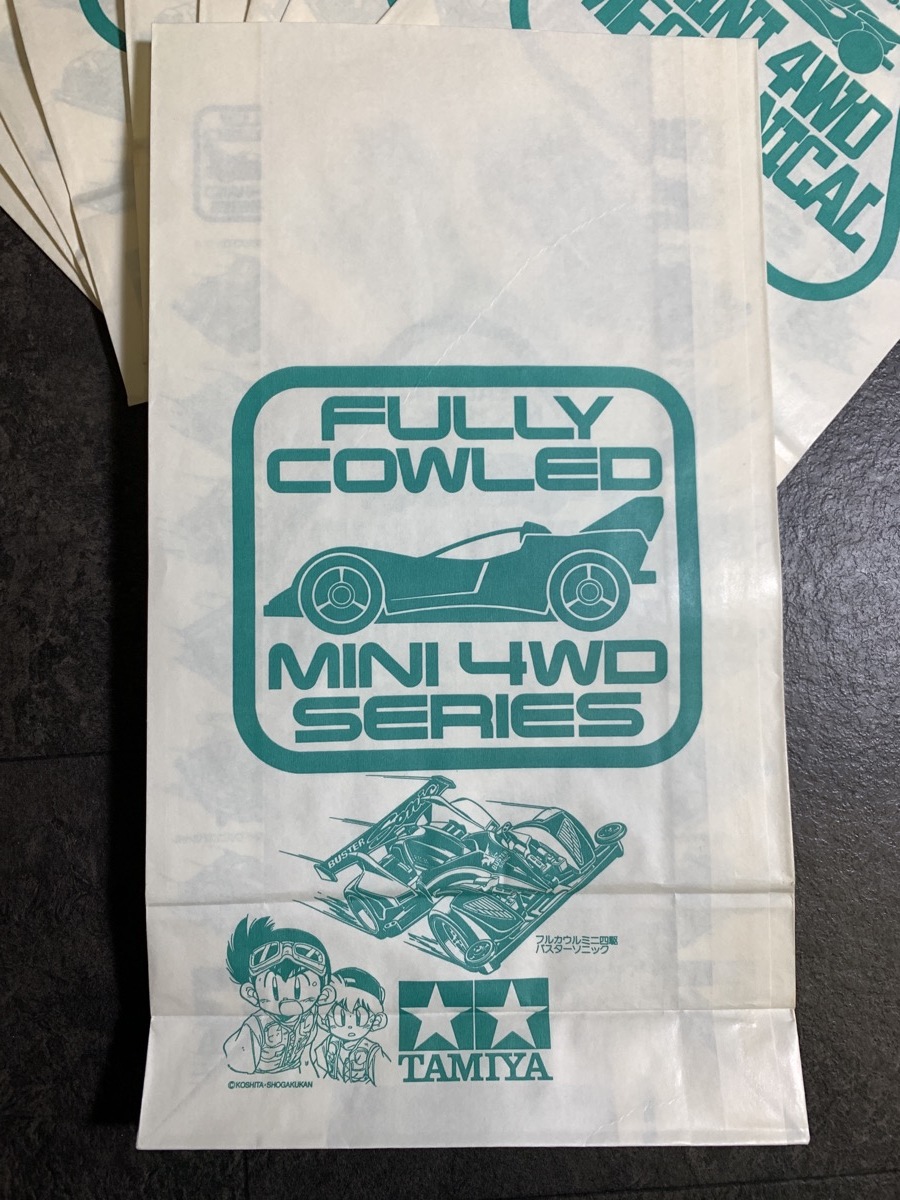 MINI 4WD
FULLY
COWLED
MINI 4WD
SERIES
BUSTER SONIC
フルカウルミニ四駆
バスターソニック
TAMIYA
©KOSHITA-SHOGAKUKAN